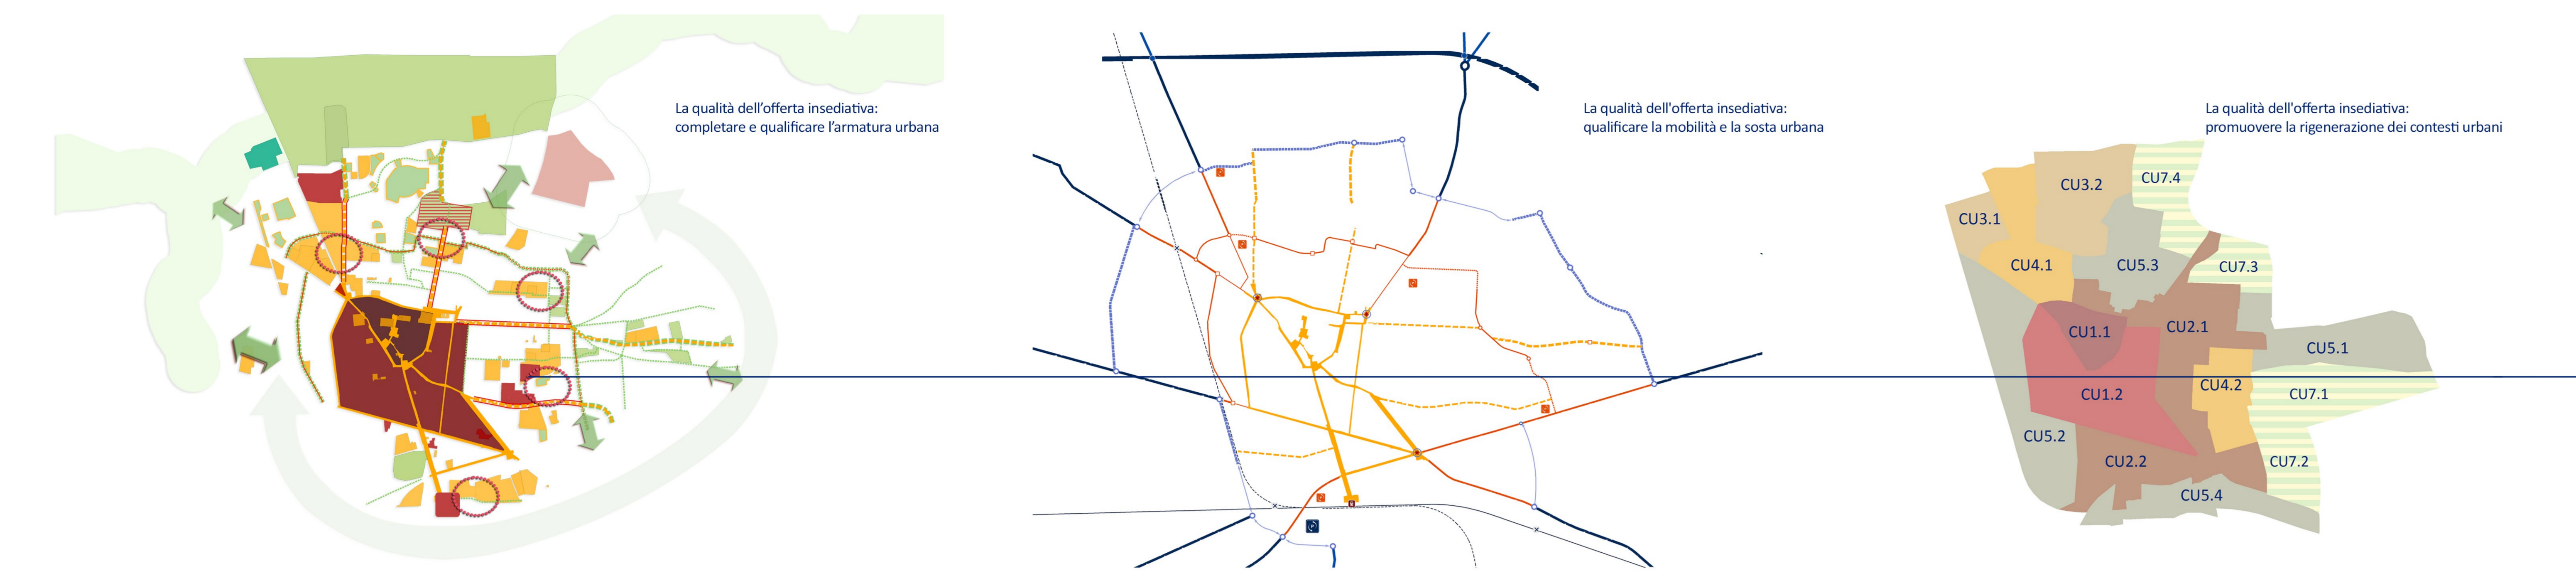 La qualità dell’offerta insediativa:
completare e qualificare l’armatura urbana
La qualità dell'offerta insediativa:
qualificare la mobilità e la sosta urbana
La qualità dell'offerta insediativa:
promuovere la rigenerazione dei contesti urbani
CU7.4
CU3.2
CU3.1
CU4.1
CU5.3
CU7.3
CU1.1
CU2.1
CU5.1
CU4.2
CU1.2
CU7.1
CU5.2
CU2.2
CU7.2
CU5.4